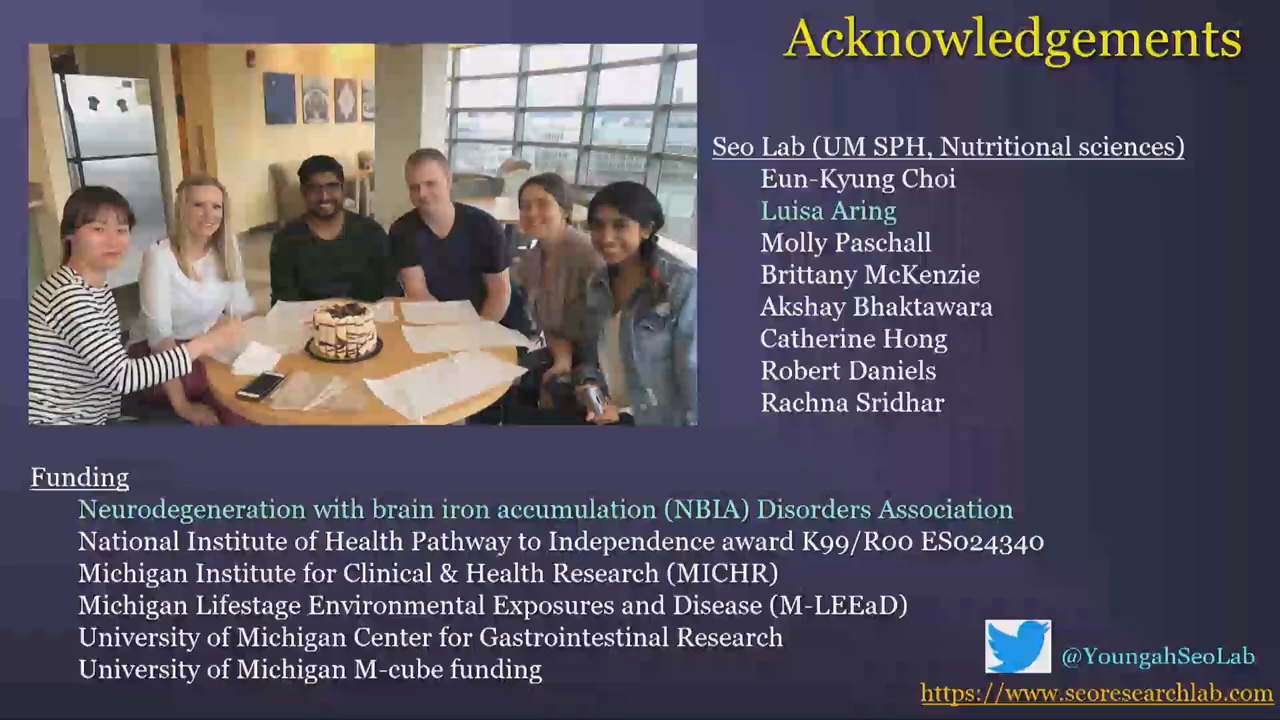 Acknowledgements
Seo Lab (UM SPH, Nutritional sciences)
Eun-Kyung Choi
Luisa Aring
Molly Paschall
Brittany McKenzie
Akshay Bhaktawara
Catherine Hong
Robert Daniels
Rachna Sridhar
Funding
Neurodegeneration with brain iron accumulation (NBIA) Disorders Association
National Institute of Health Pathway to Independence award K99/R00 ES024340
Michigan Institute for Clinical & Health Research (MICHR)
Michigan Lifestage Environmental Exposures and Disease (M-LEEaD)
University of Michigan Center for Gastrointestinal Research
University of Michigan M-cube funding
@YoungahSeoLab
https://www.seoresearchlab.com